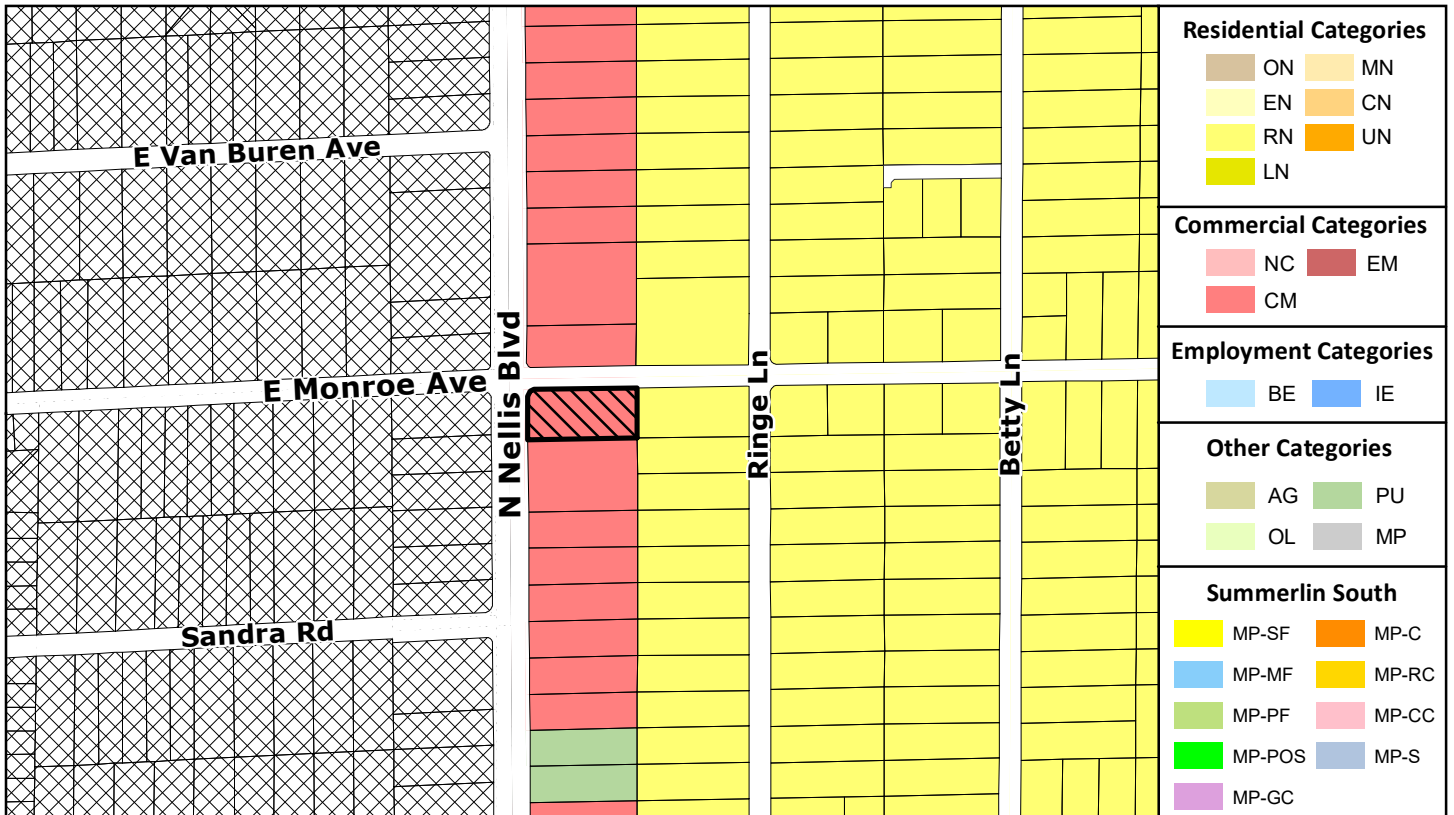 E Van Buren Ave
E Monroe Ave
N Nellis Blvd
Ringe Ln
Betty Ln
Sandra Rd
Residential Categories
ON MN
EN CN
RN UN
LN
Commercial Categories
NC EM
CM
Employment Categories
BE IE
Other Categories
AG PU
OL MP
Summerlin South
MP-SF MP-C
MP-MF MP-RC
MP-PF MP-CC
MP-POS MP-S
MP-GC